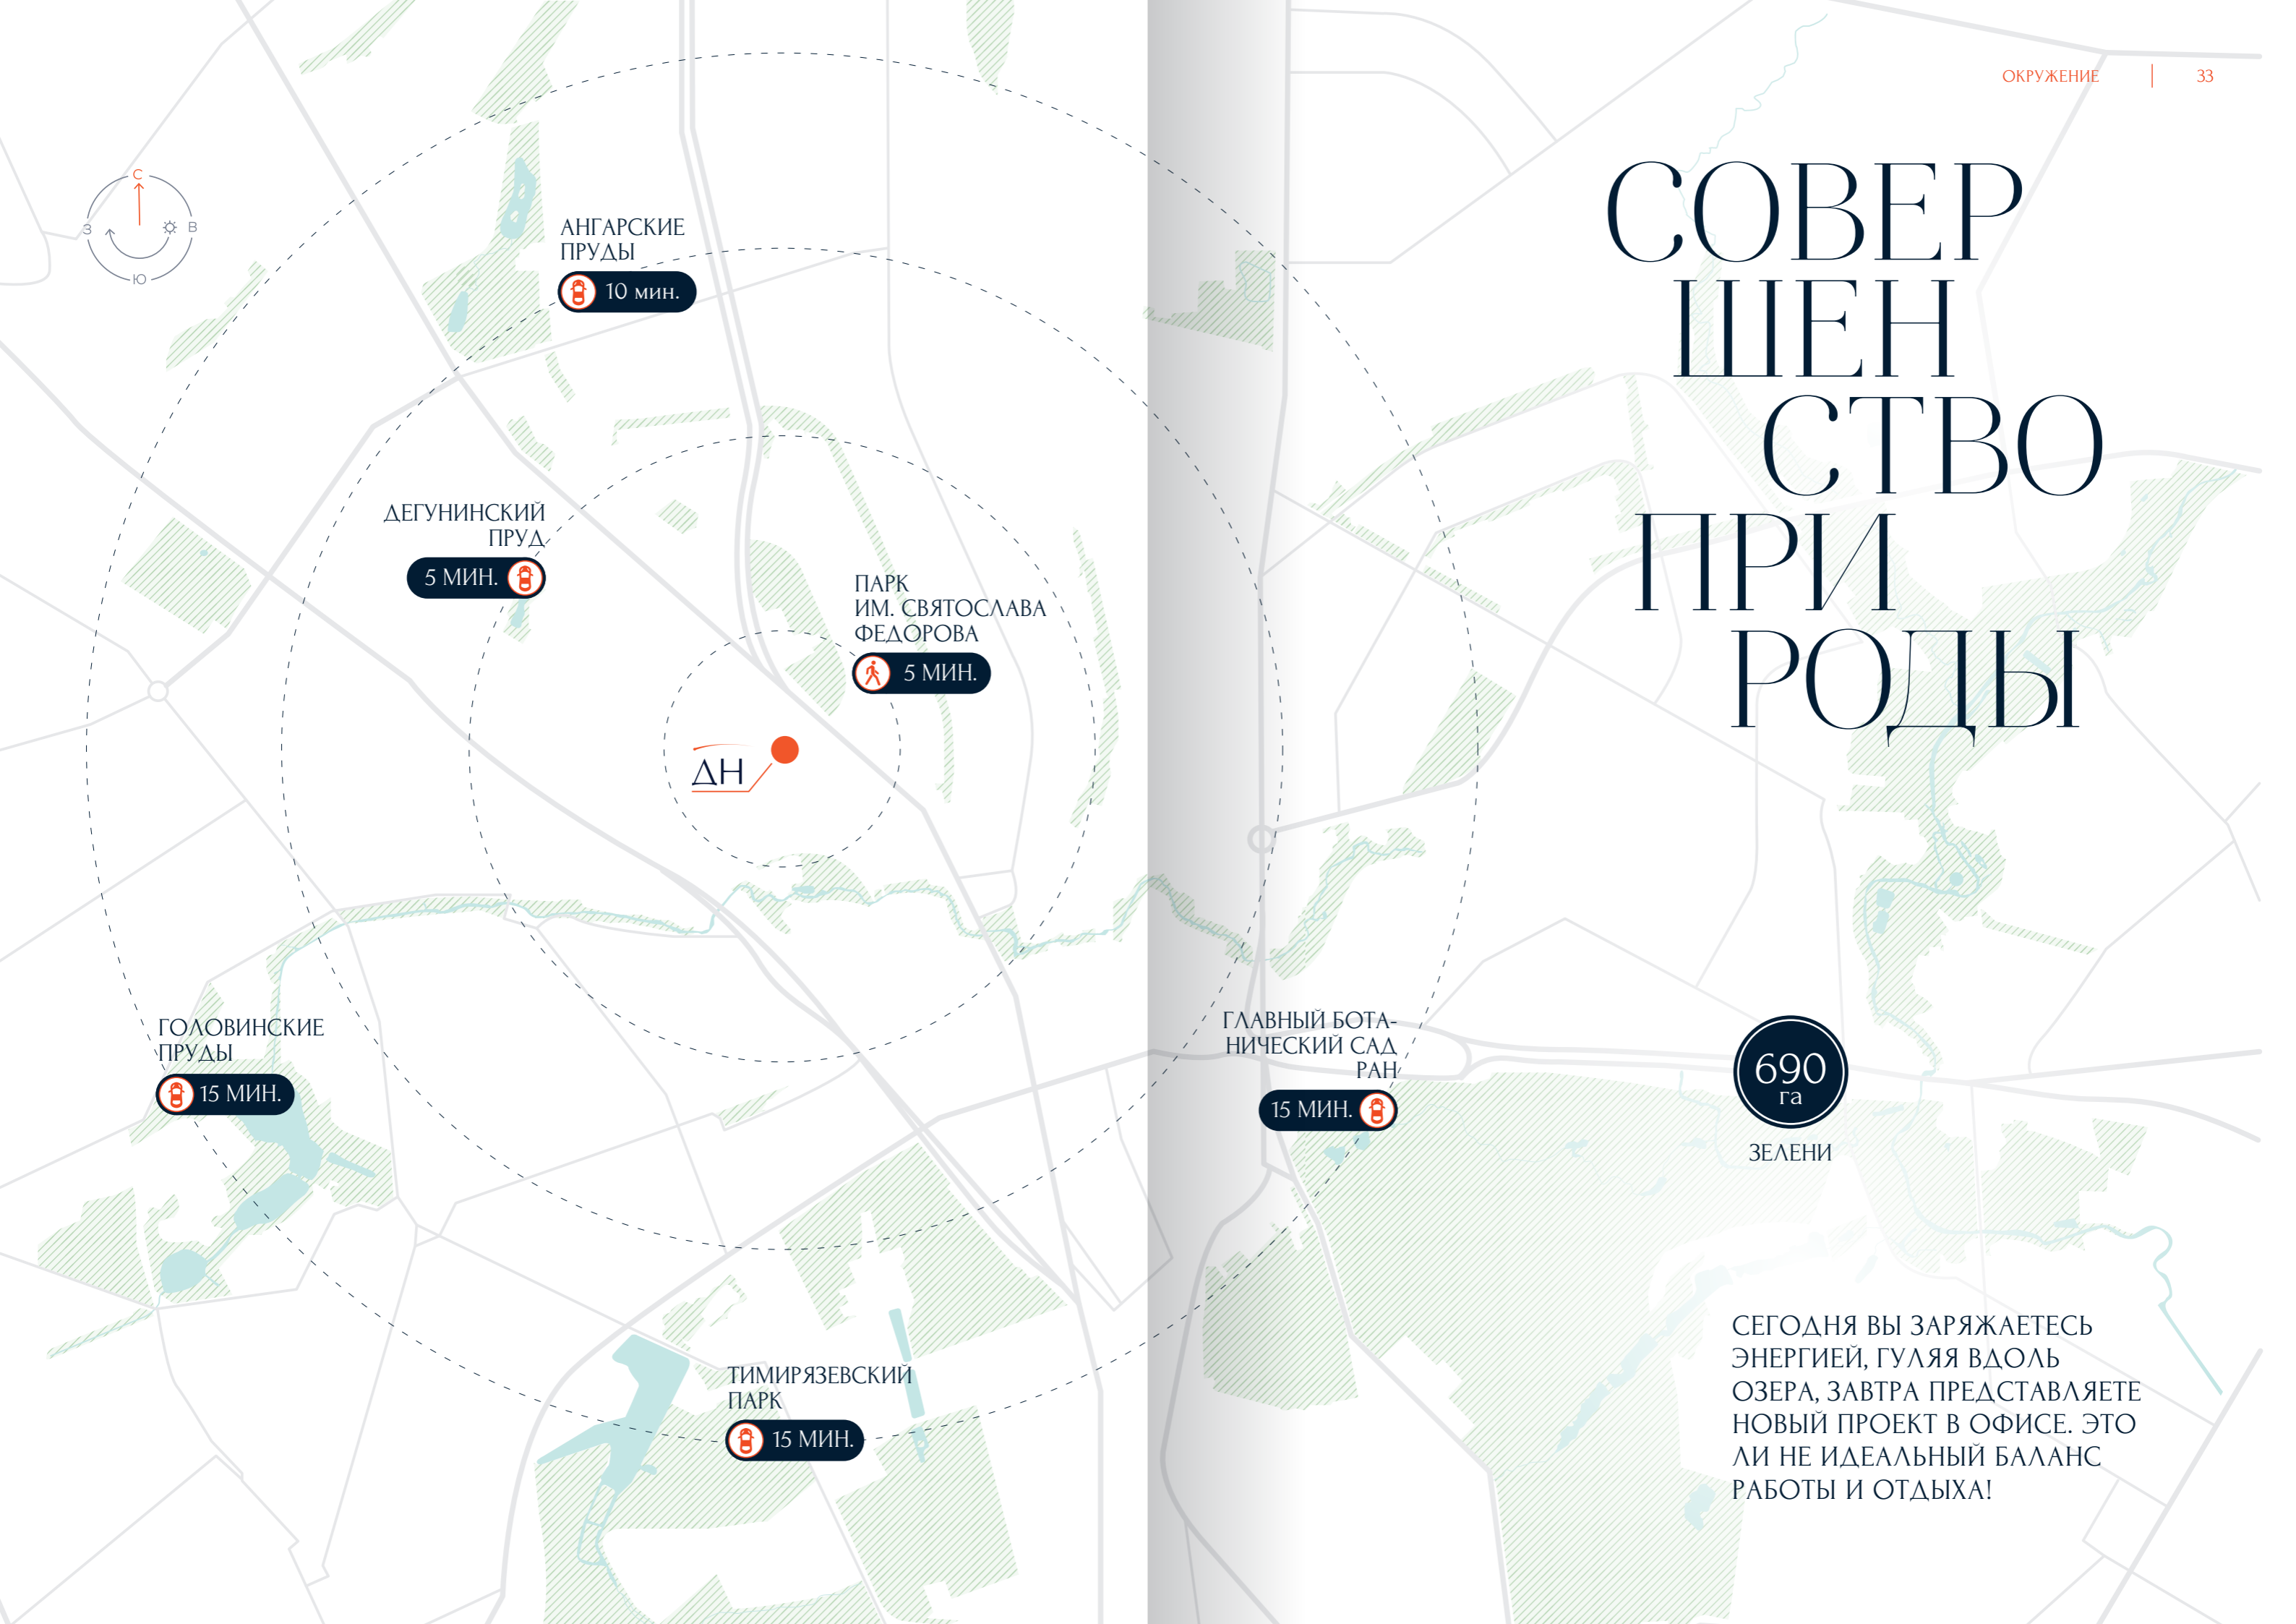 ОКРУЖЕНИЕ | 33
СОВЕР
ШЕН
СТВО
ПРИ
РОДЫ
С
З
В
Ю
АНГАРСКИЕ
ПРУДЫ
10 мин.
ДЕГУНИНСКИЙ
ПРУД
5 МИН.
ПАРК
ИМ. СВЯТОСЛАВА
ФЕДОРОВА
5 МИН.
ДН
ГОЛОВИНСКИЕ
ПРУДЫ
15 МИН.
ГЛАВНЫЙ БОТА-
НИЧЕСКИЙ САД
РАН
15 МИН.
ТИМИРЯЗЕВСКИЙ
ПАРК
15 МИН.
690
га
ЗЕЛЕНИ
СЕГОДНЯ ВЫ ЗАРЯЖАЕТЕСЬ
ЭНЕРГИЕЙ, ГУЛЯЯ ВДОЛЬ
ОЗЕРА, ЗАВТРА ПРЕДСТАВЛЯЕТЕ
НОВЫЙ ПРОЕКТ В ОФИСЕ. ЭТО
ЛИ НЕ ИДЕАЛЬНЫЙ БАЛАНС
РАБОТЫ И ОТДЫХА!